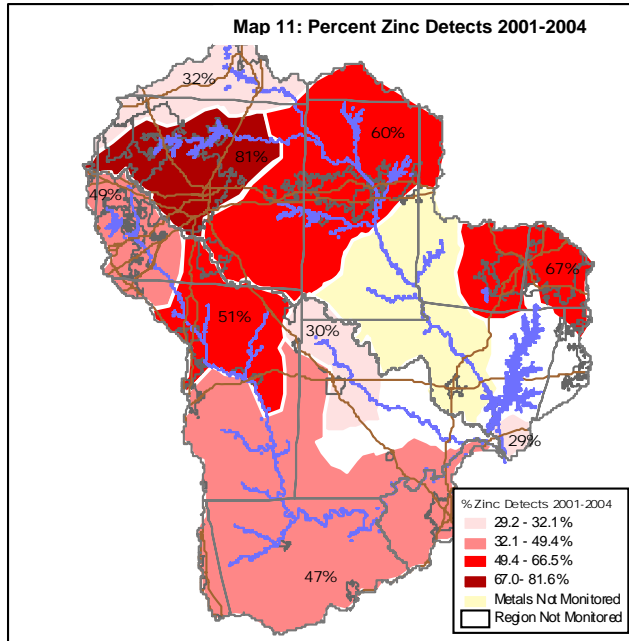 Map 11: Percent Zinc Detects 2001-2004
32%
60%
81%
49%
67%
51%
30%
29%
47%
% Zinc Detects 2001-2004
29.2 - 32.1%
32.1 - 49.4%
49.4 - 66.5%
67.0- 81.6%
Metals Not Monitored
Region Not Monitored